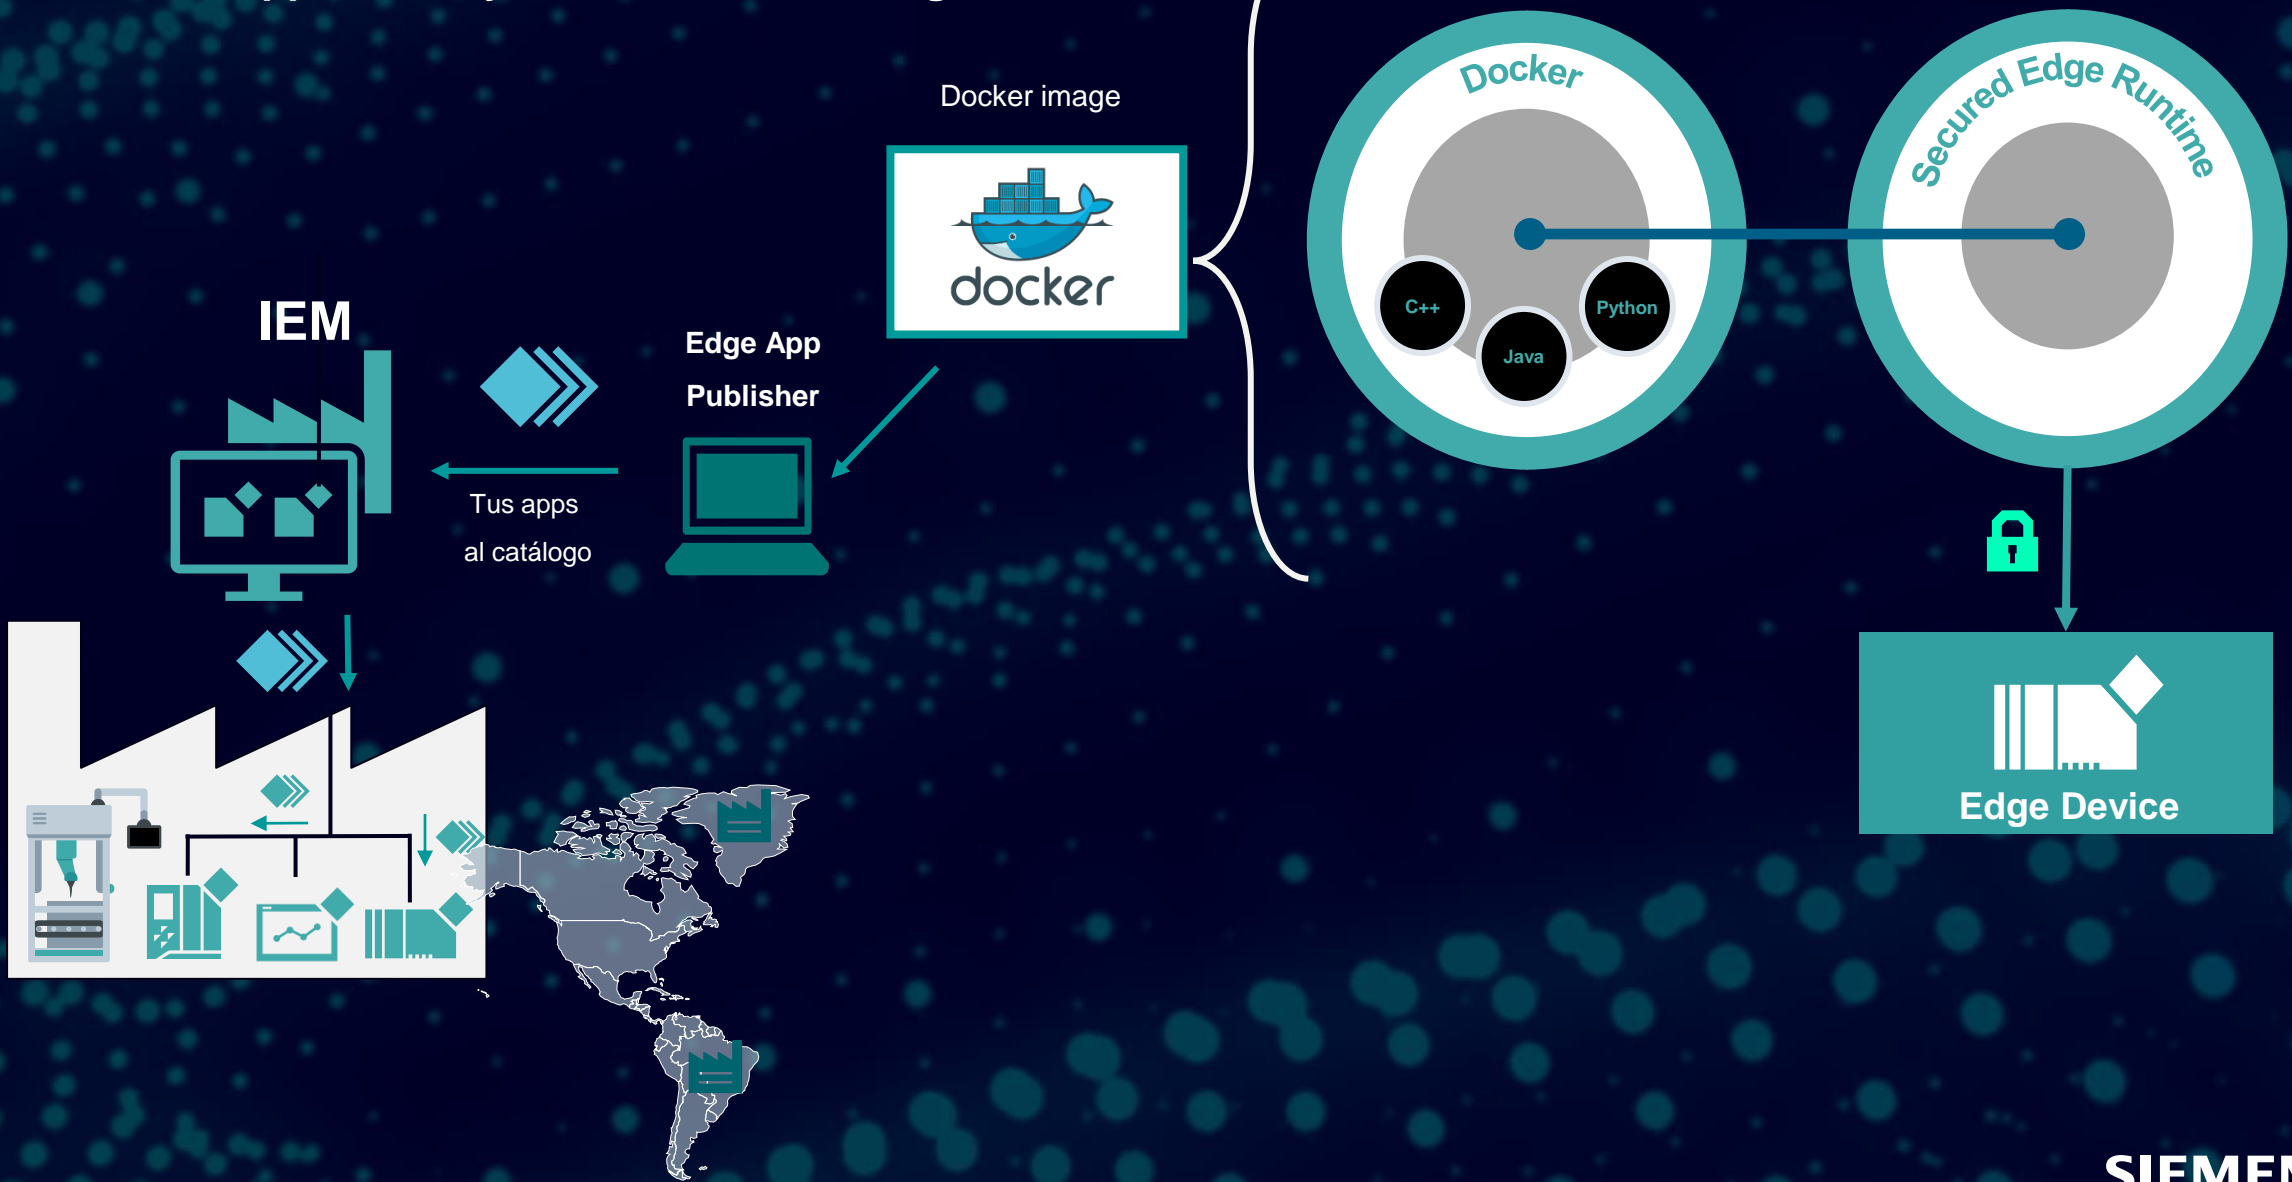 Docker image
docker
Docker
Secured Edge Runtime
C++
Java
Python
IEM
Edge App
Publisher
Tus apps
al catálogo
Edge Device